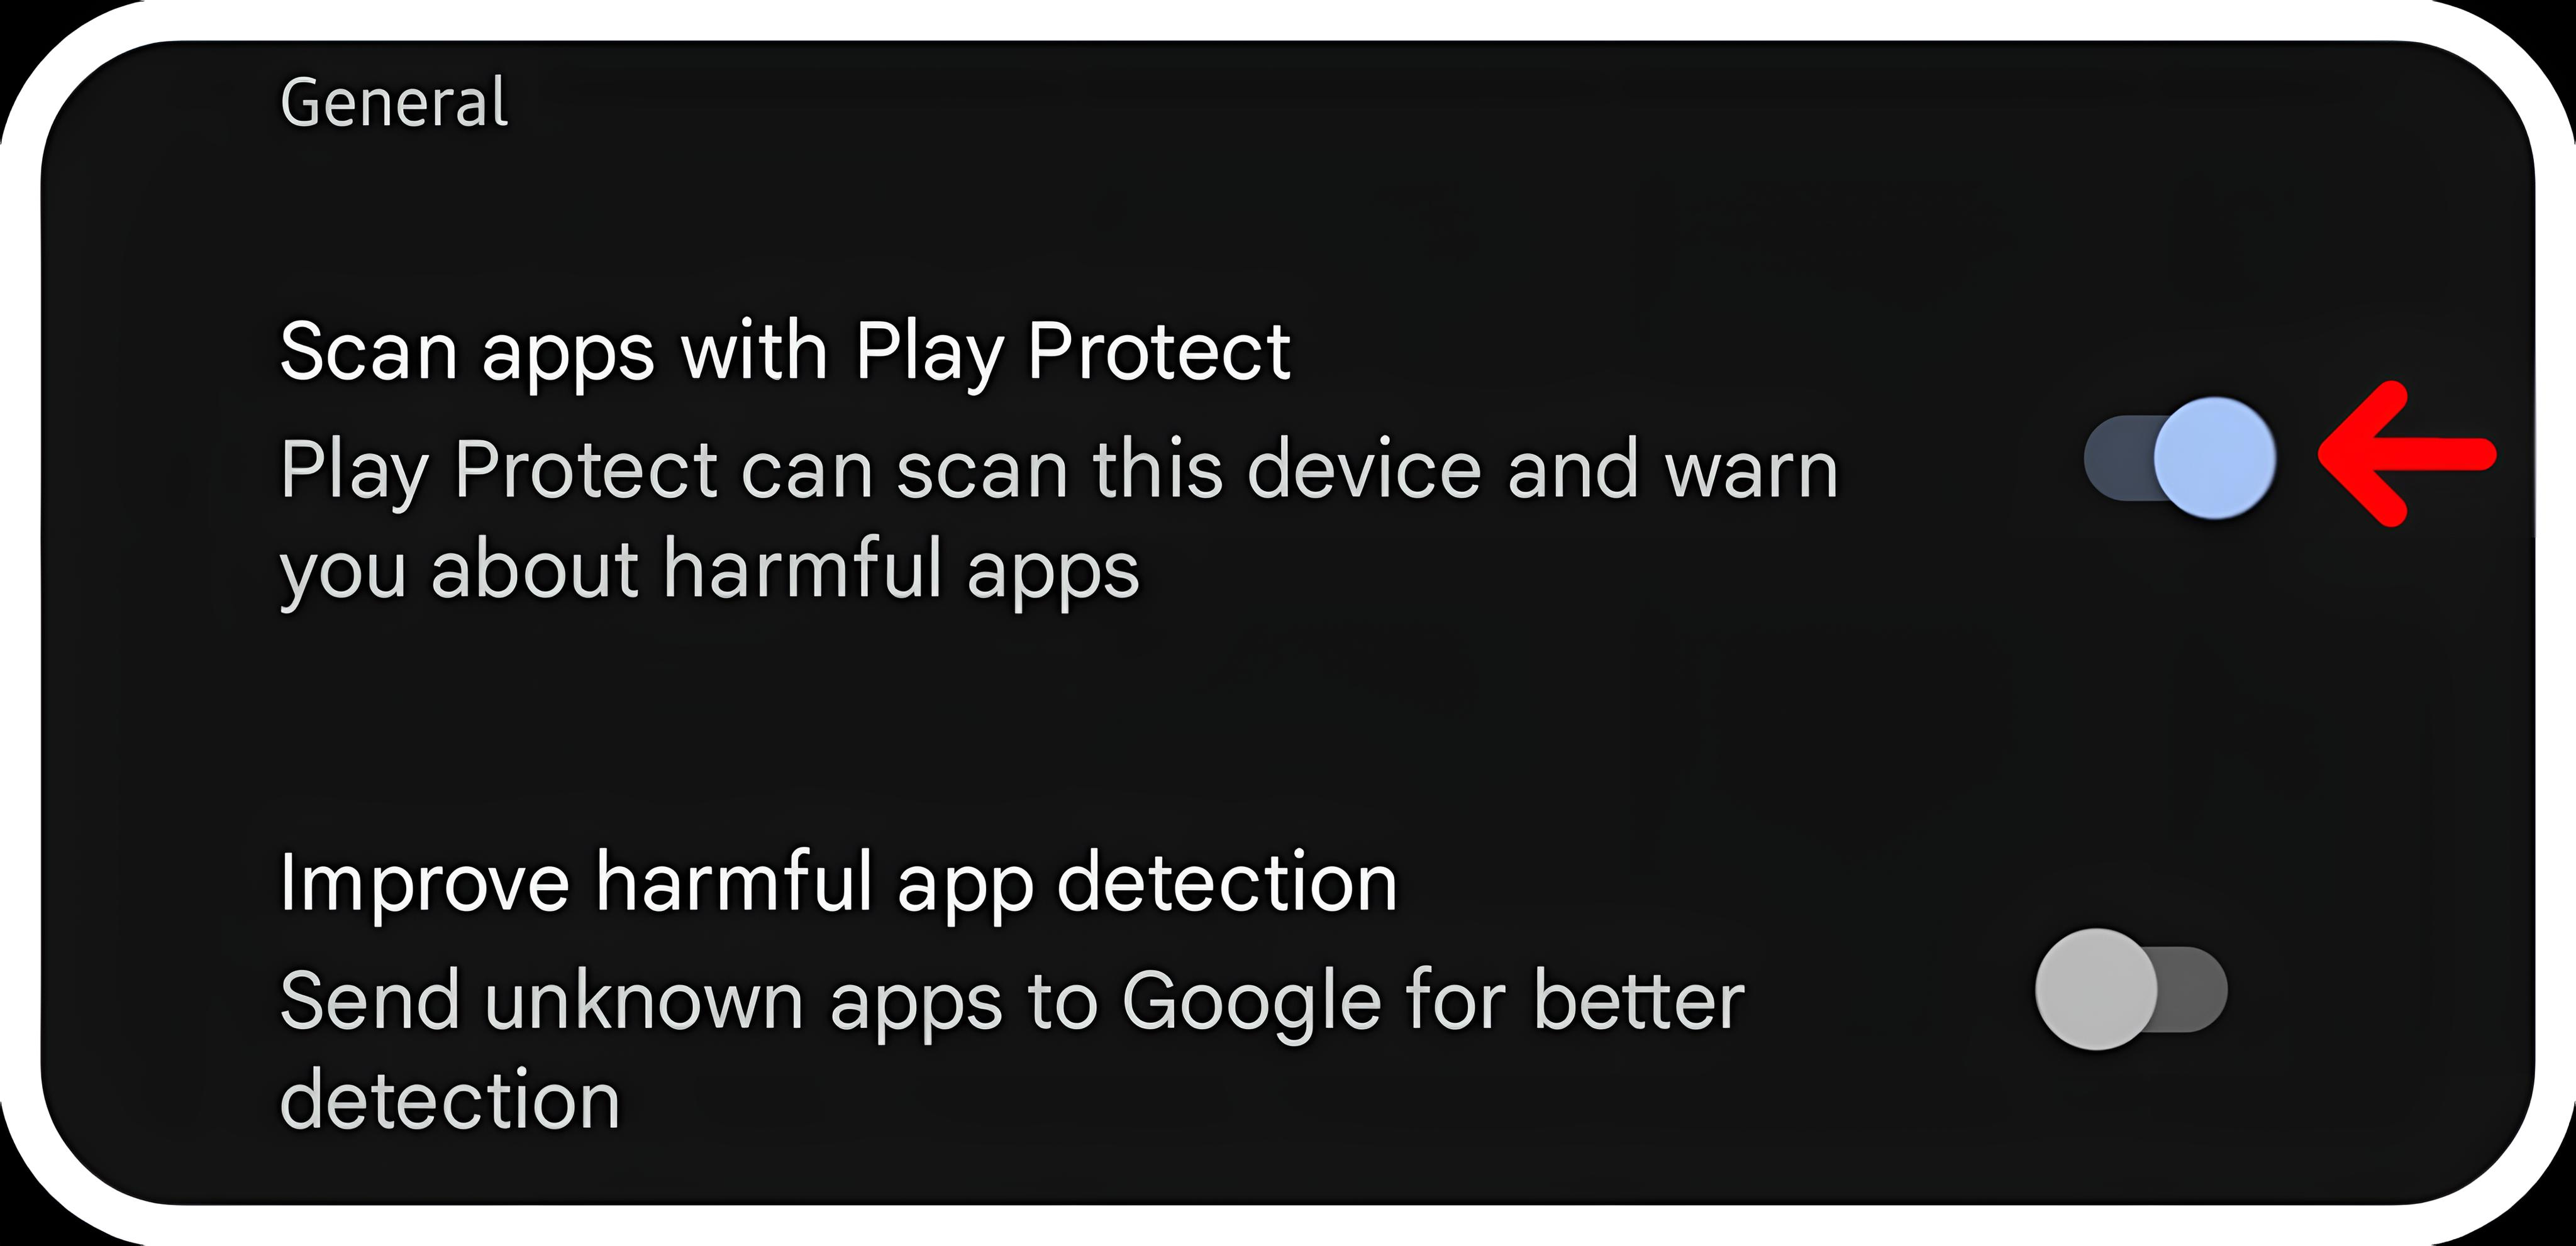 General
Scan apps with Play Protect
Play Protect can scan this device and warn
you about harmful apps
Improve harmful app detection
Send unknown apps to Google for better
detection